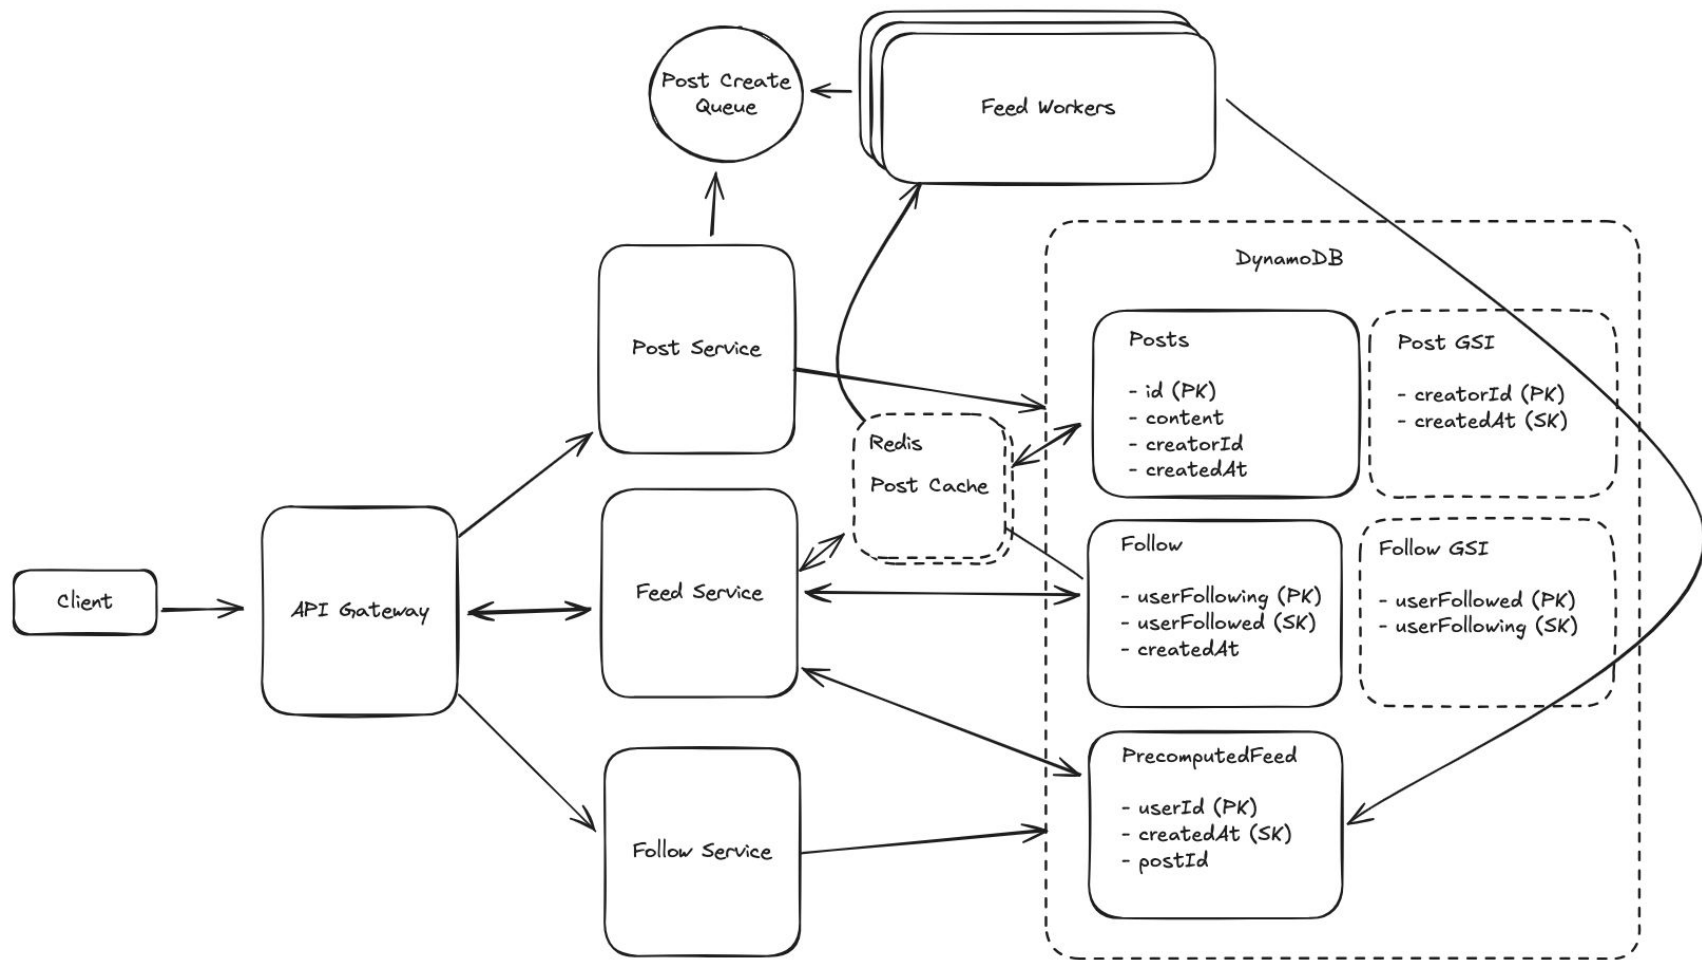 Post Create
Queue
Feed Workers
DynamoDB
Post Service
Posts
- id (PK)
- content
- creatorId
- createdAt
Post GSI
- creatorId (PK)
- createdAt (SK)
Redis
Post Cache
Client
API Gateway
Feed Service
Follow
- userFollowing (PK)
- userFollowed (SK)
- createdAt
Follow GSI
- userFollowed (PK)
- userFollowing (SK)
Follow Service
PrecomputedFeed
- userId (PK)
- createdAt (SK)
- postId